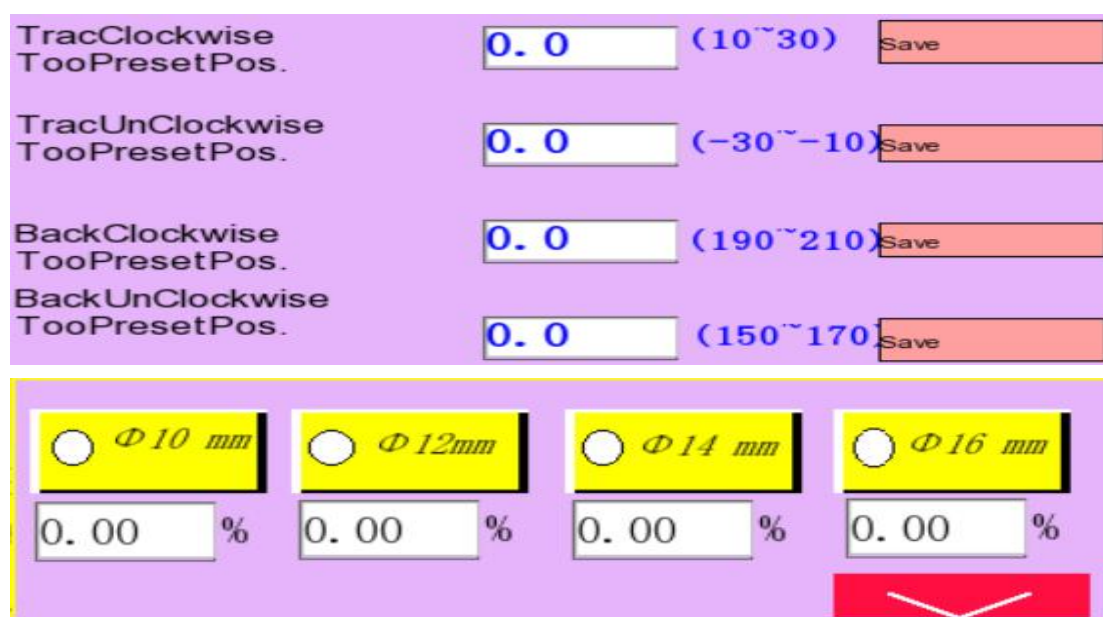 TracClockwise
TooPresetPos.
0.0 (10~30) Save
TracUnClockwise
TooPresetPos.
0.0 (-30~-10) Save
BackClockwise
TooPresetPos.
0.0 (190~210) Save
BackUnClockwise
TooPresetPos.
0.0 (150~170) Save
Φ10 mm Φ12mm Φ14 mm Φ16 mm
0.00 % 0.00 % 0.00 % 0.00 %